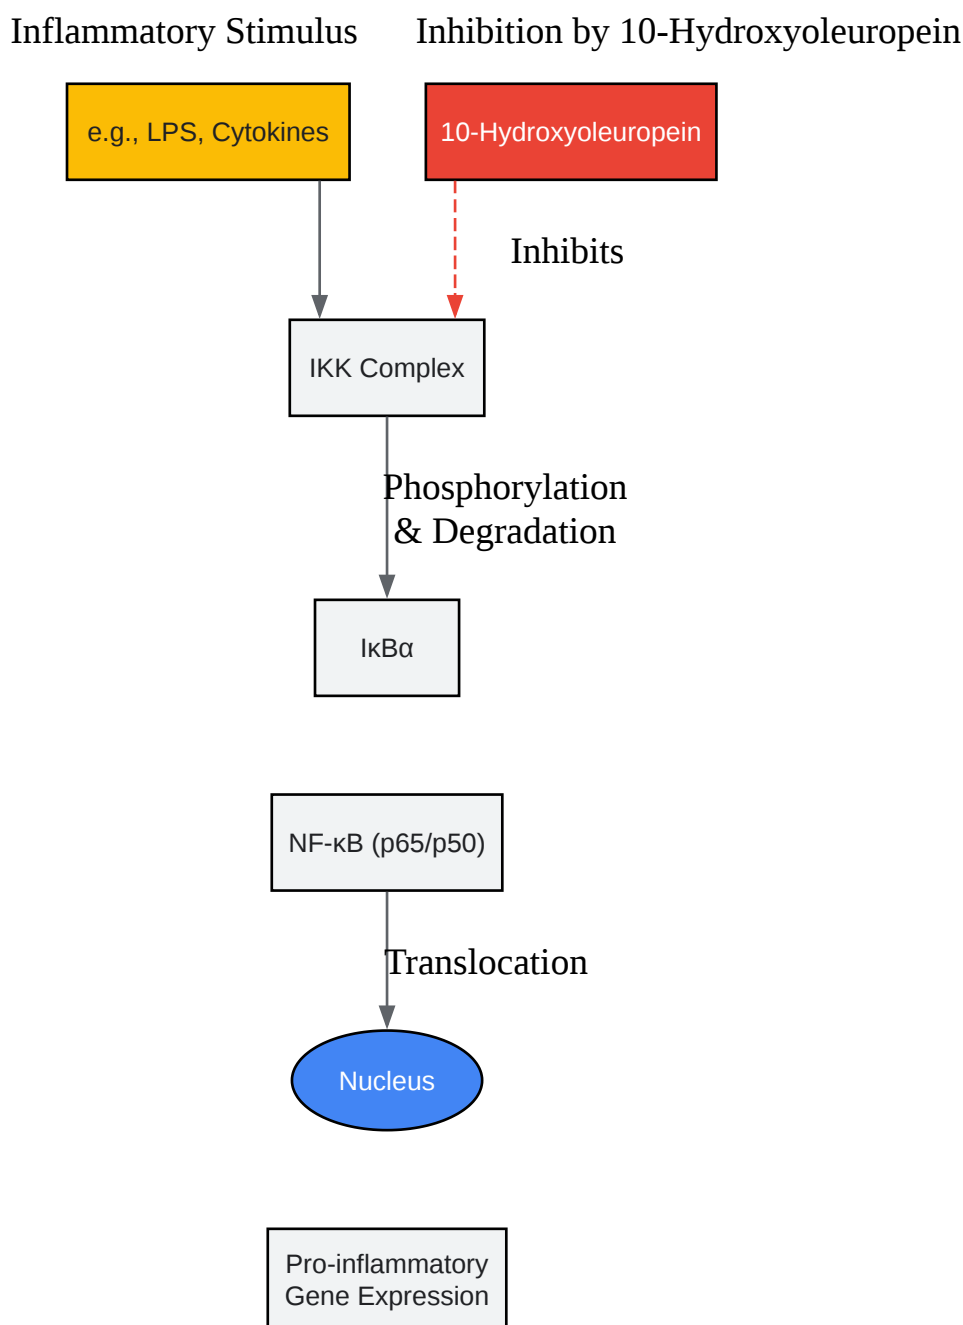 Inflammatory Stimulus
Inhibition by 10-Hydroxyoleuropein
e.g., LPS, Cytokines
10-Hydroxyoleuropein
Inhibits
IKK Complex
Phosphorylation
& Degradation
IκBα
NF-κB (p65/p50)
Translocation
Nucleus
Pro-inflammatory
Gene Expression